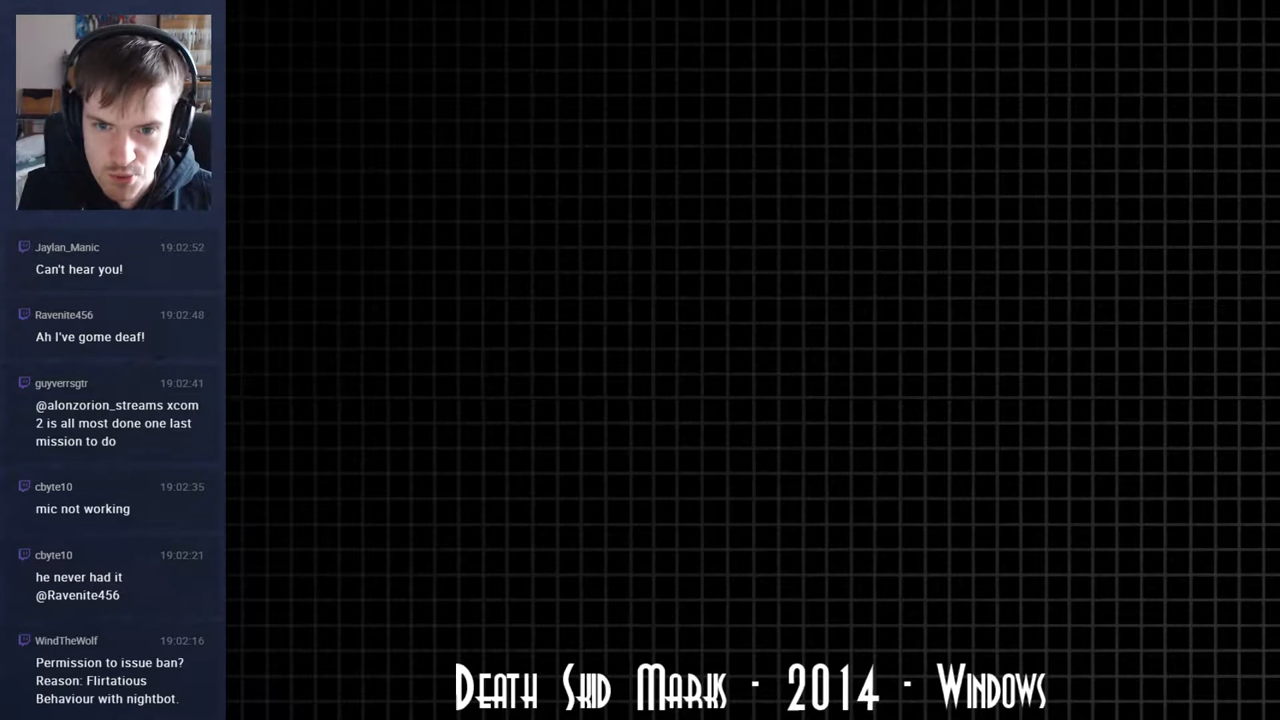 Jaylan_Manic 19:02:52
Can't hear you!
Ravenite456 19:02:48
Ah I've gome deaf!
guyverrsgtr 19:02:41
@alonzorion_streams xcom
2 is all most done one last
mission to do
cbyte10 19:02:35
mic not working
cbyte10 19:02:21
he never had it
@Ravenite456
WindTheWolf 19:02:16
Permission to issue ban?
Reason: Flirtatious
Behaviour with nightbot.
Death Skid Marks - 2014 - Windows